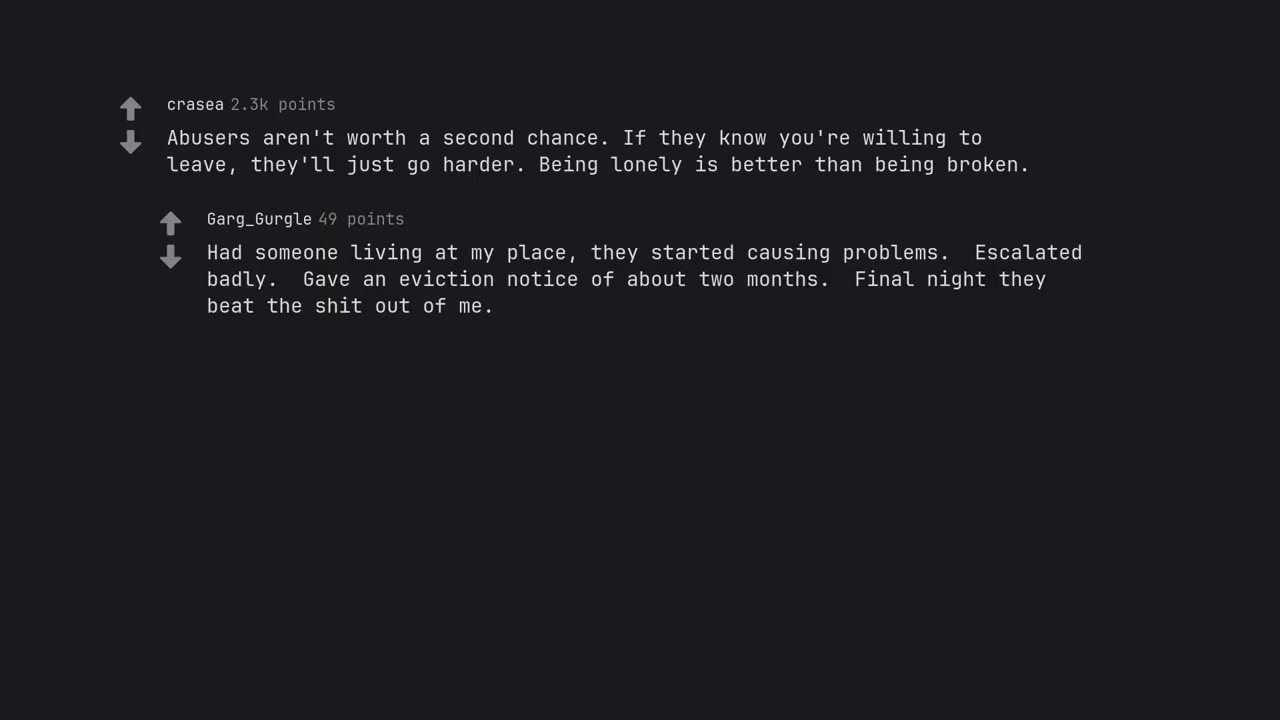 crasea 2.3k points
Abusers aren't worth a second chance. If they know you're willing to
leave, they'll just go harder. Being lonely is better than being broken.
Garg_Gurgle 49 points
Had someone living at my place, they started causing problems.  Escalated
badly.  Gave an eviction notice of about two months.  Final night they
beat the shit out of me.